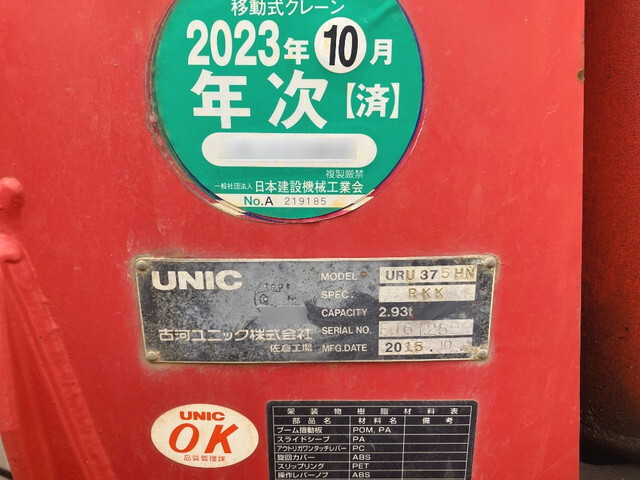 移動式クレーン
2023年 10月
年次【済】
複製厳禁
一般社団法人 日本建設機械工業会
No.A 219185
UNIC
MODEL URU 375HN
SPEC. RKK
CAPACITY 2.93t
古河ユニック株式会社 SERIAL NO.
佐倉工場 MFG.DATE 2015.10
UNIC
OK
品質管理課
架装物樹脂材料表
部品名 材料名 備考
ブーム摺動板 POM, PA
スライドシーブ PA
アウトリガワンタッチレバー PC
旋回カバー ABS
スリップリング PET
操作レバーノブ ABS